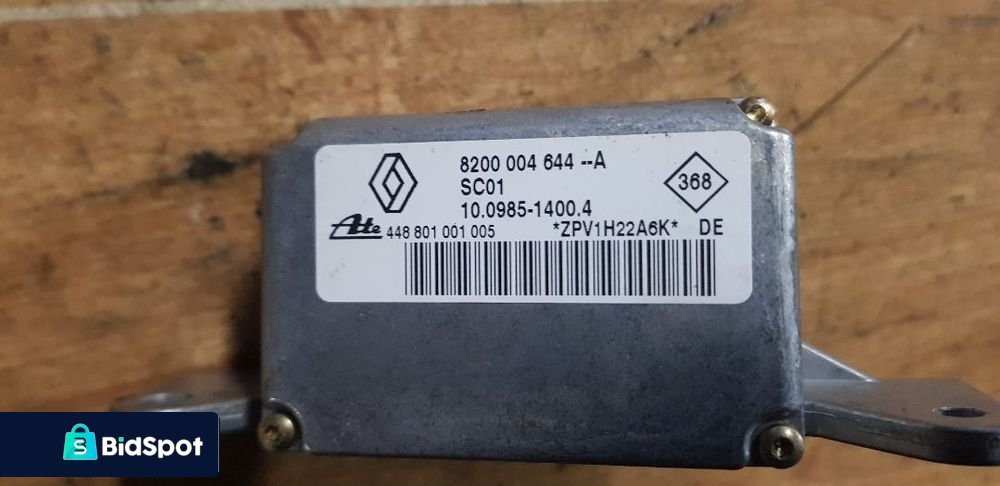 8200 004 644 --A
SC01
368
10.0985-1400.4
Ate 448 801 001 005 *ZPV1H22A6K* DE
BidSpot